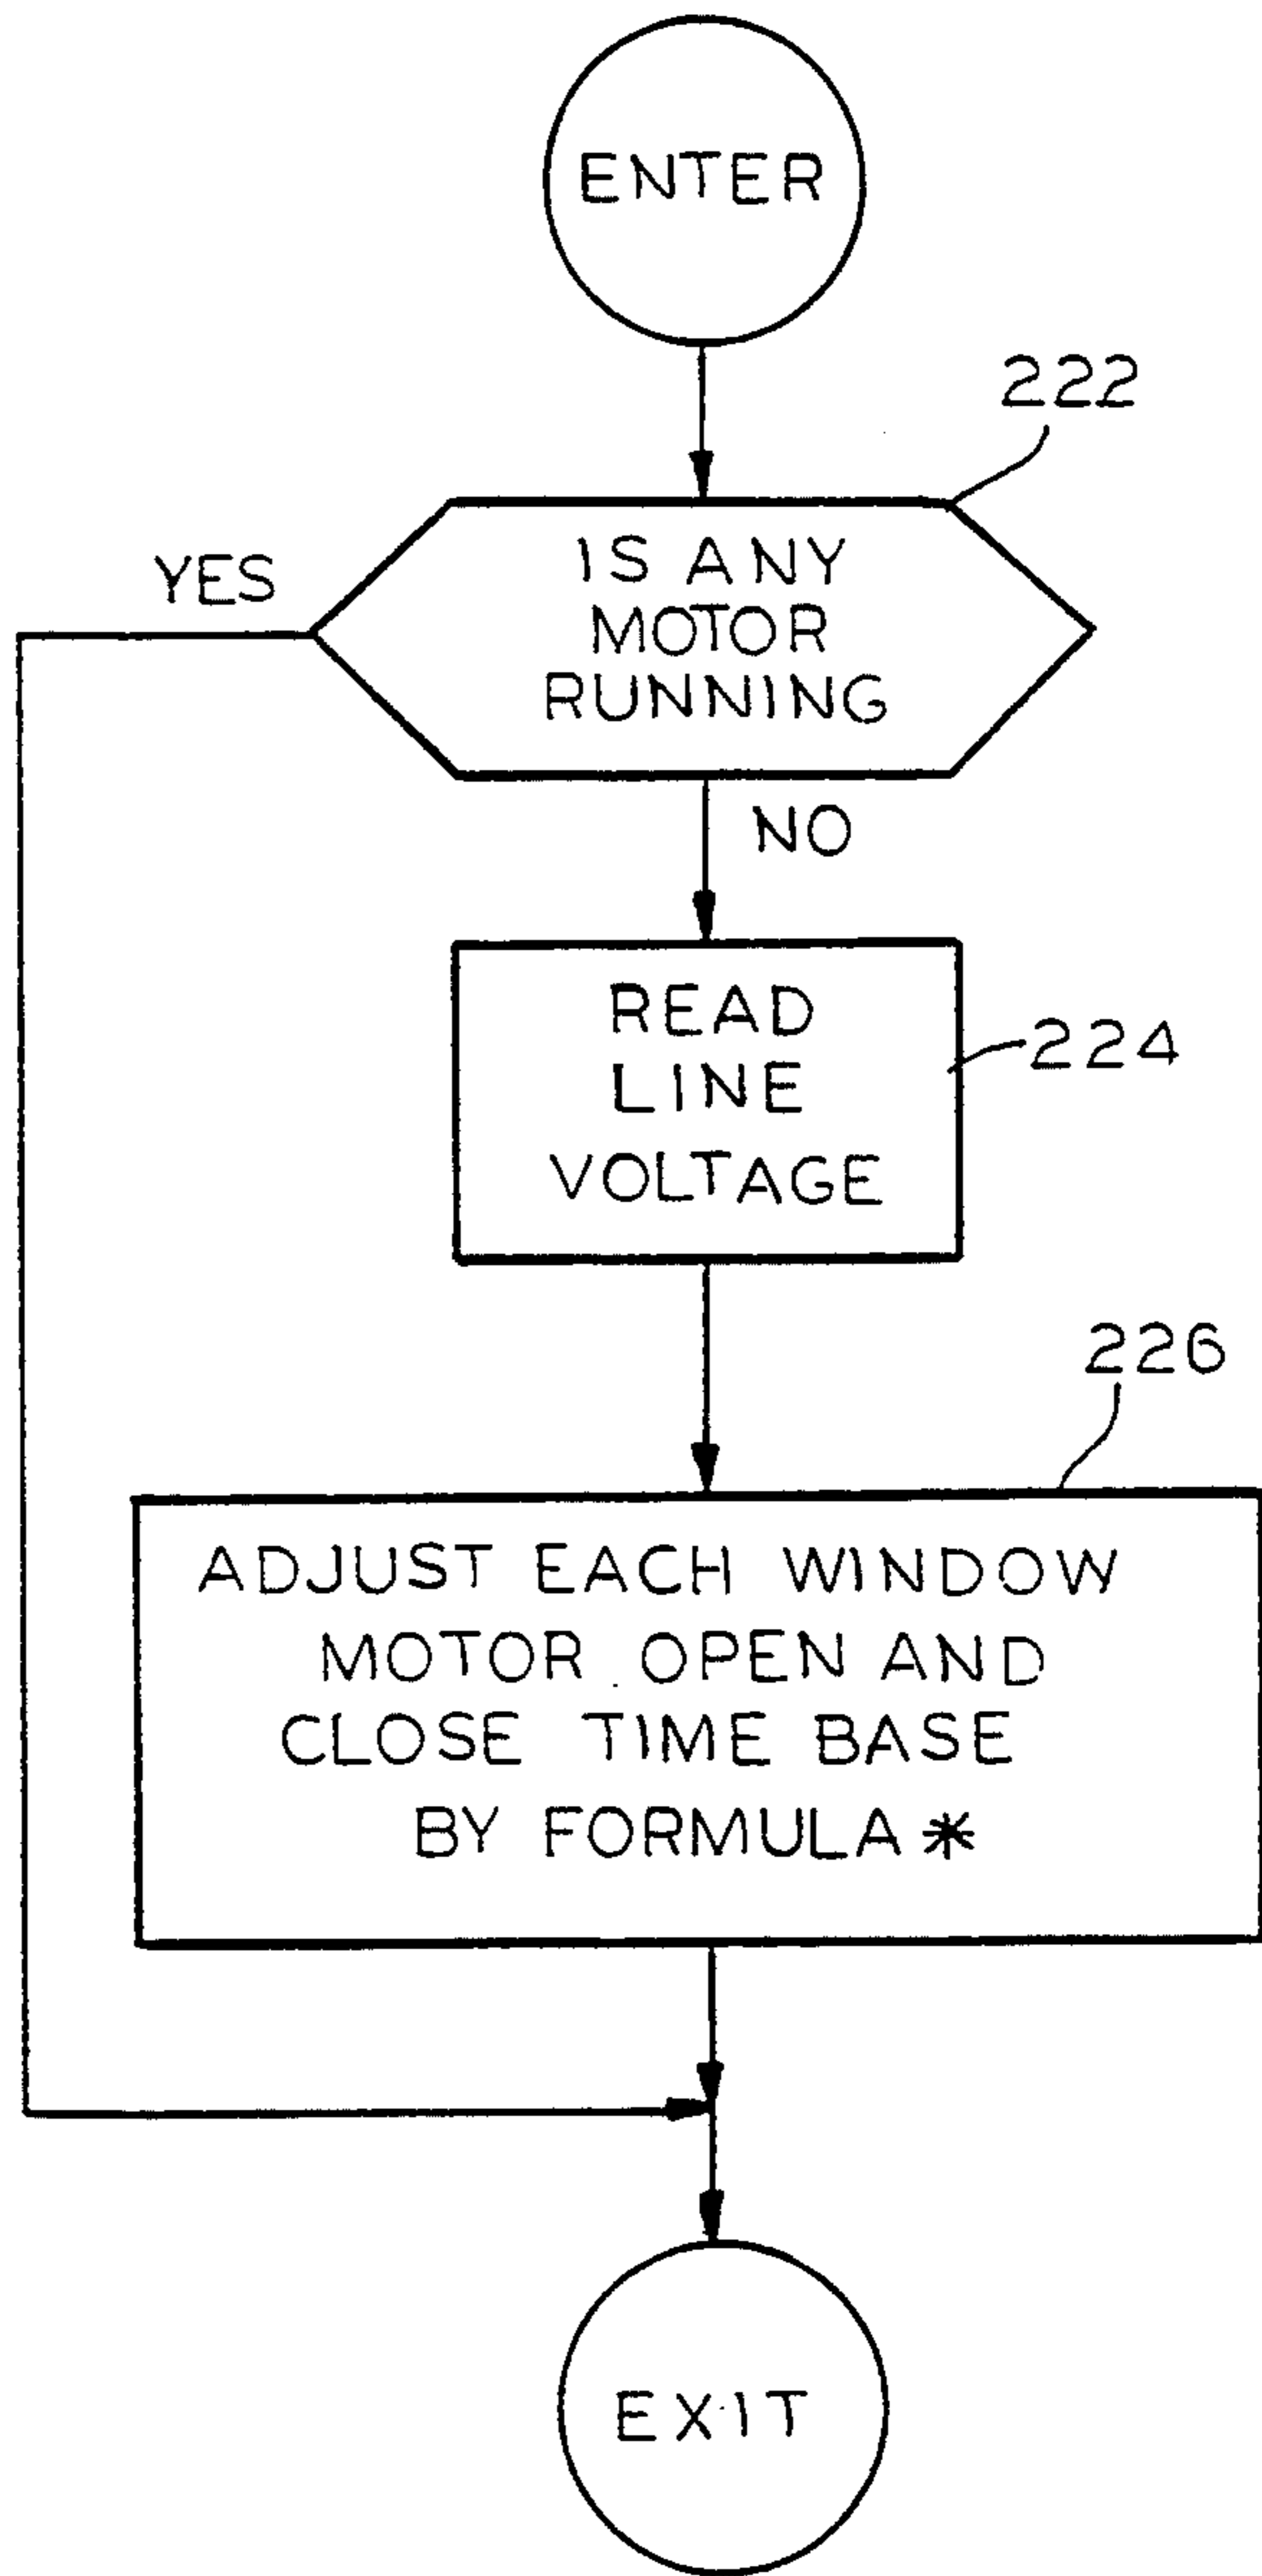 ENTER
222
YES
IS ANY
MOTOR
RUNNING
NO
READ
LINE
VOLTAGE
224
226
ADJUST EACH WINDOW
MOTOR OPEN AND
CLOSE TIME BASE
BY FORMULA *
EXIT